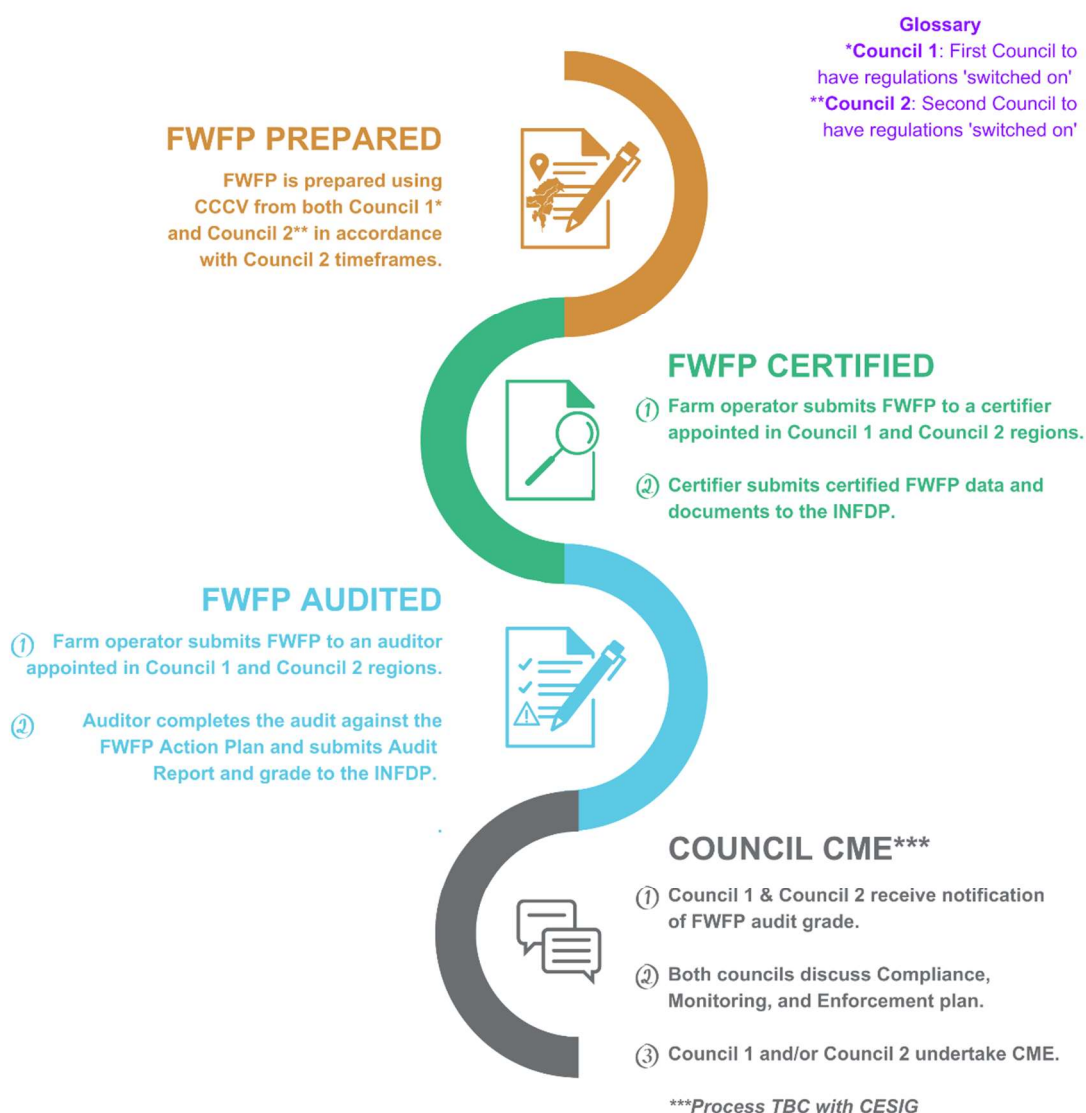 Glossary
*Council 1: First Council to
have regulations 'switched on'
**Council 2: Second Council to
have regulations 'switched on'
FWFP PREPARED
FWFP is prepared using
CCCV from both Council 1*
and Council 2** in accordance
with Council 2 timeframes.
FWFP CERTIFIED
1 Farm operator submits FWFP to a certifier
appointed in Council 1 and Council 2 regions.
2 Certifier submits certified FWFP data and
documents to the INFDP.
FWFP AUDITED
1 Farm operator submits FWFP to an auditor
appointed in Council 1 and Council 2 regions.
2 Auditor completes the audit against the
FWFP Action Plan and submits Audit
Report and grade to the INFDP.
.
COUNCIL CME***
1 Council 1 & Council 2 receive notification
of FWFP audit grade.
2 Both councils discuss Compliance,
Monitoring, and Enforcement plan.
3 Council 1 and/or Council 2 undertake CME.
***Process TBC with CESIG